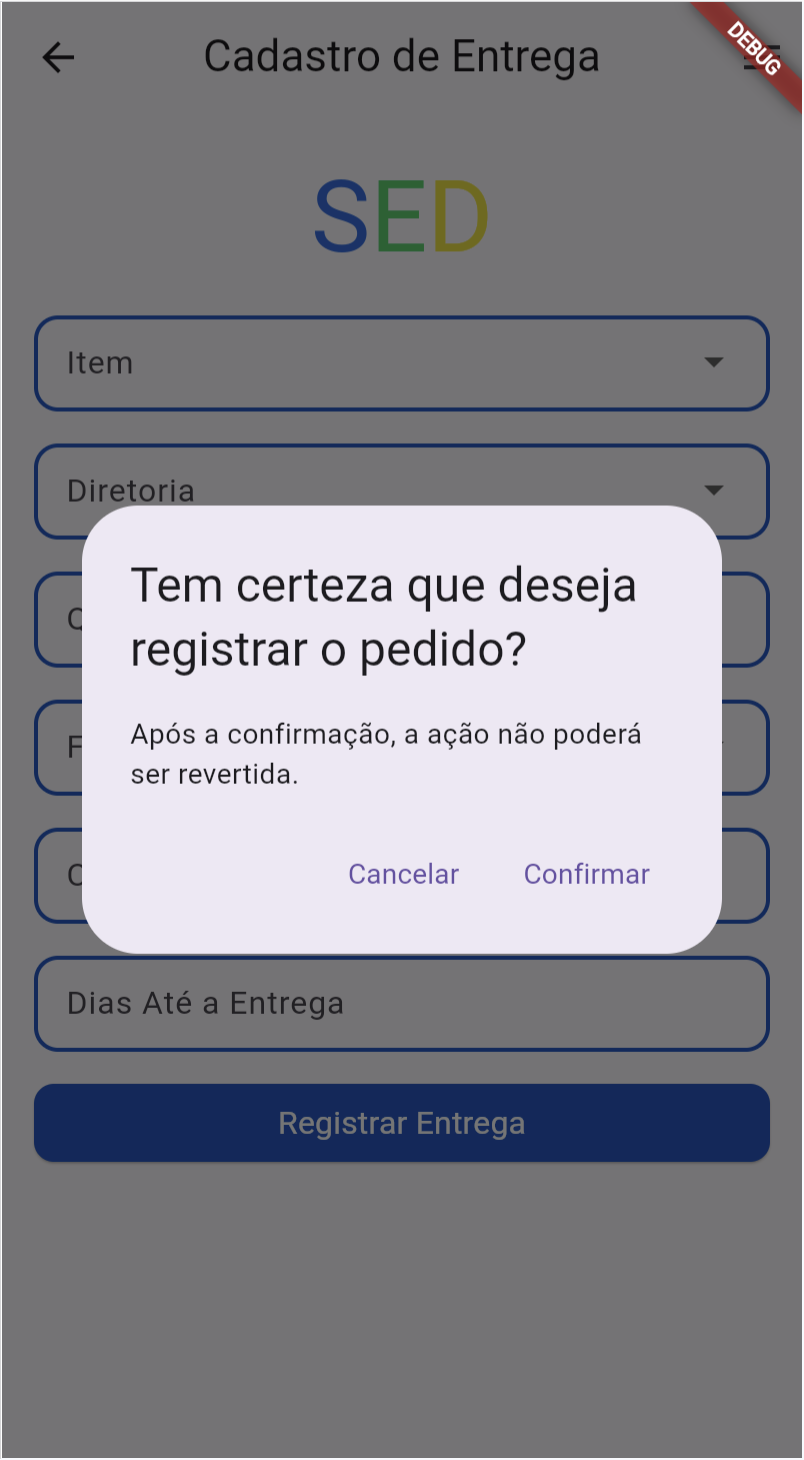 Cadastro de Entrega
DEBUG
SED
Item
Diretoria
Tem certeza que deseja
registrar o pedido?
Após a confirmação, a ação não poderá
ser revertida.
Cancelar
Confirmar
Dias Até a Entrega
Registrar Entrega